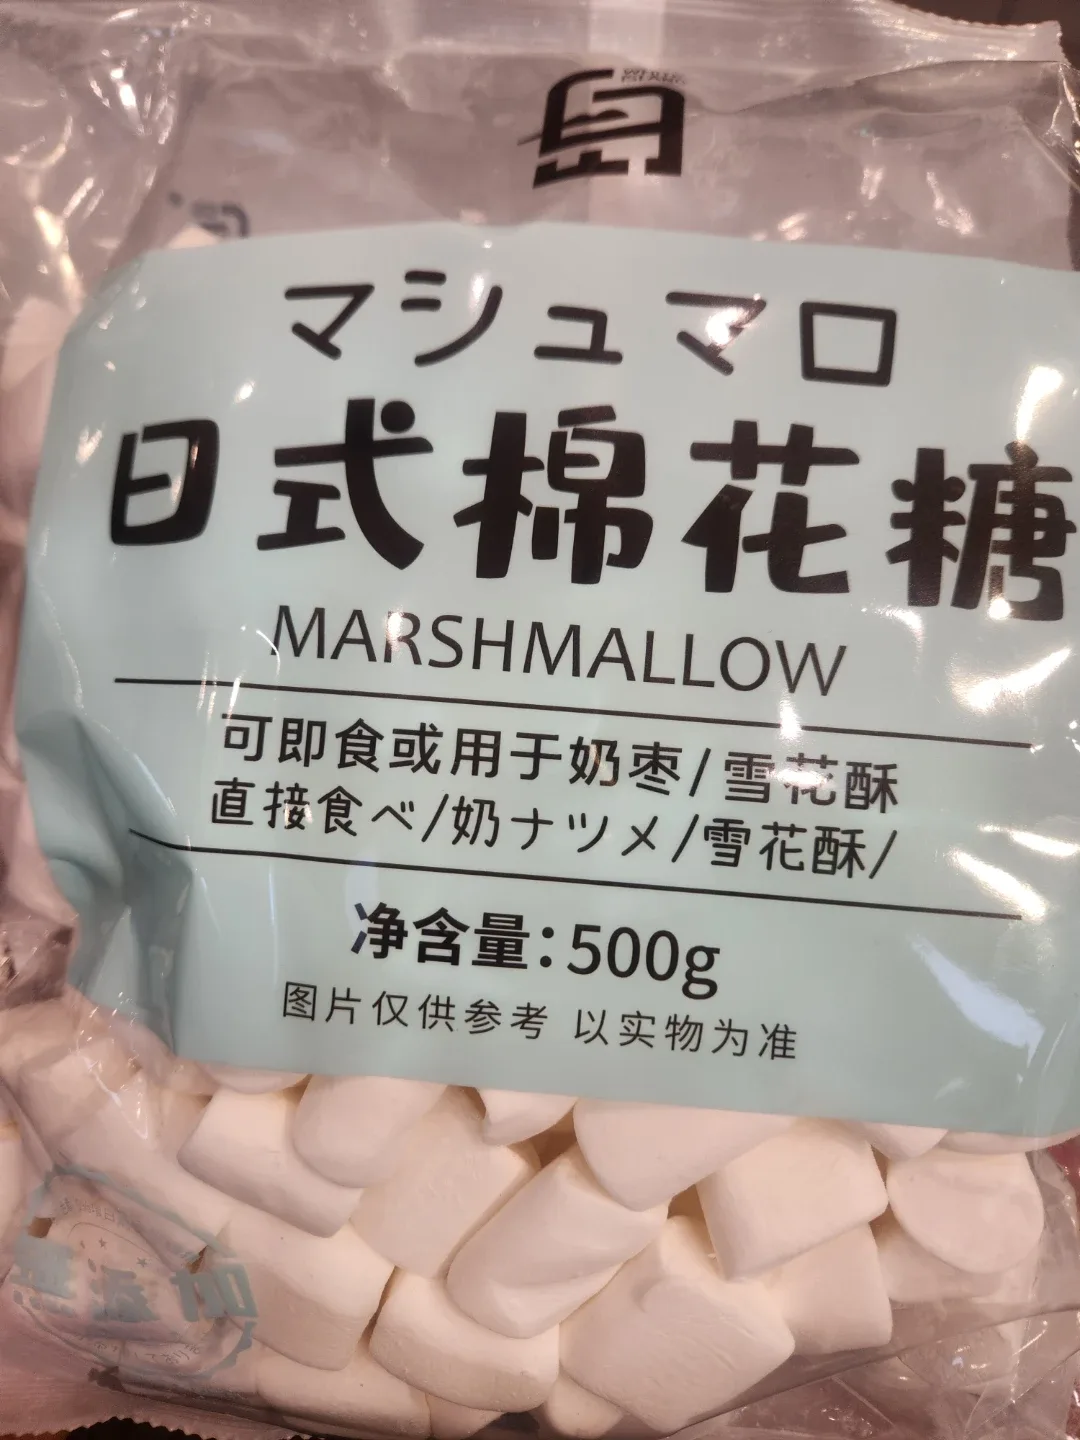 マシュマロ
日式棉花糖
MARSHMALLOW
可即食或用于奶枣/雪花酥
直接食べ/奶ナツメ/雪花酥/
净含量:500g
图片仅供参考 以实物为准